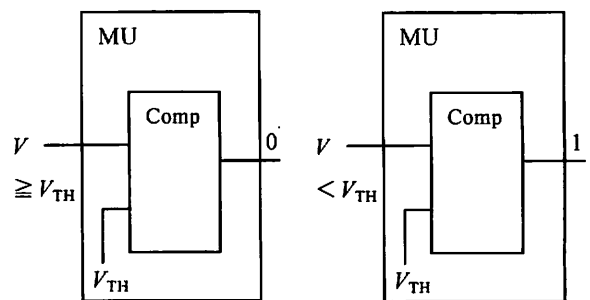 MU
Comp
0
V
≧ V_TH
V_TH
MU
Comp
1
V
< V_TH
V_TH